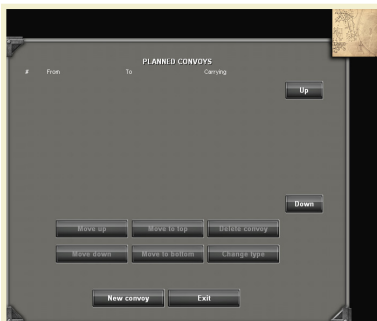 PLANNED CONVOYS
# From To Carrying
Up
Down
Move up Move to top Delete convoy
Move down Move to bottom Change type
New convoy Exit